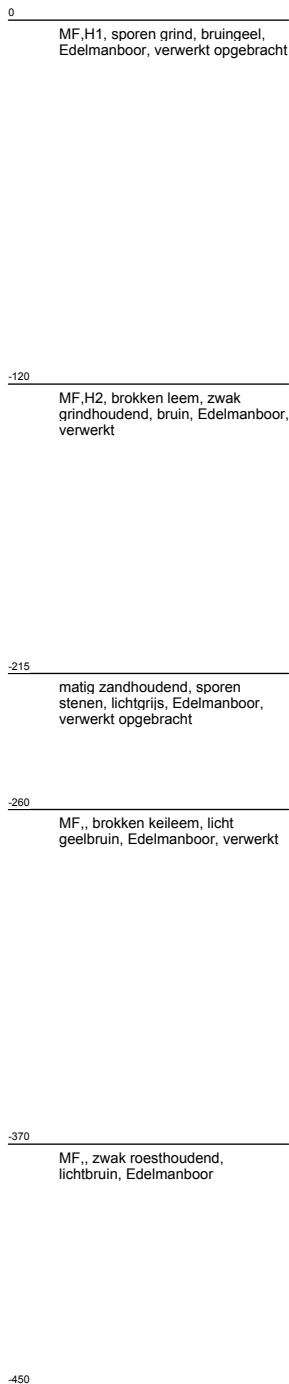 0
MF,H1, sporen grind, bruingeel,
Edelmanboor, verwerkt opgebracht
-120
MF,H2, brokken leem, zwak
grindhoudend, bruin, Edelmanboor,
verwerkt
-215
matig zandhoudend, sporen
stenen, lichtgrijs, Edelmanboor,
verwerkt opgebracht
-260
MF,, brokken keileem, licht
geelbruin, Edelmanboor, verwerkt
-370
MF,, zwak roesthoudend,
lichtbruin, Edelmanboor
-450